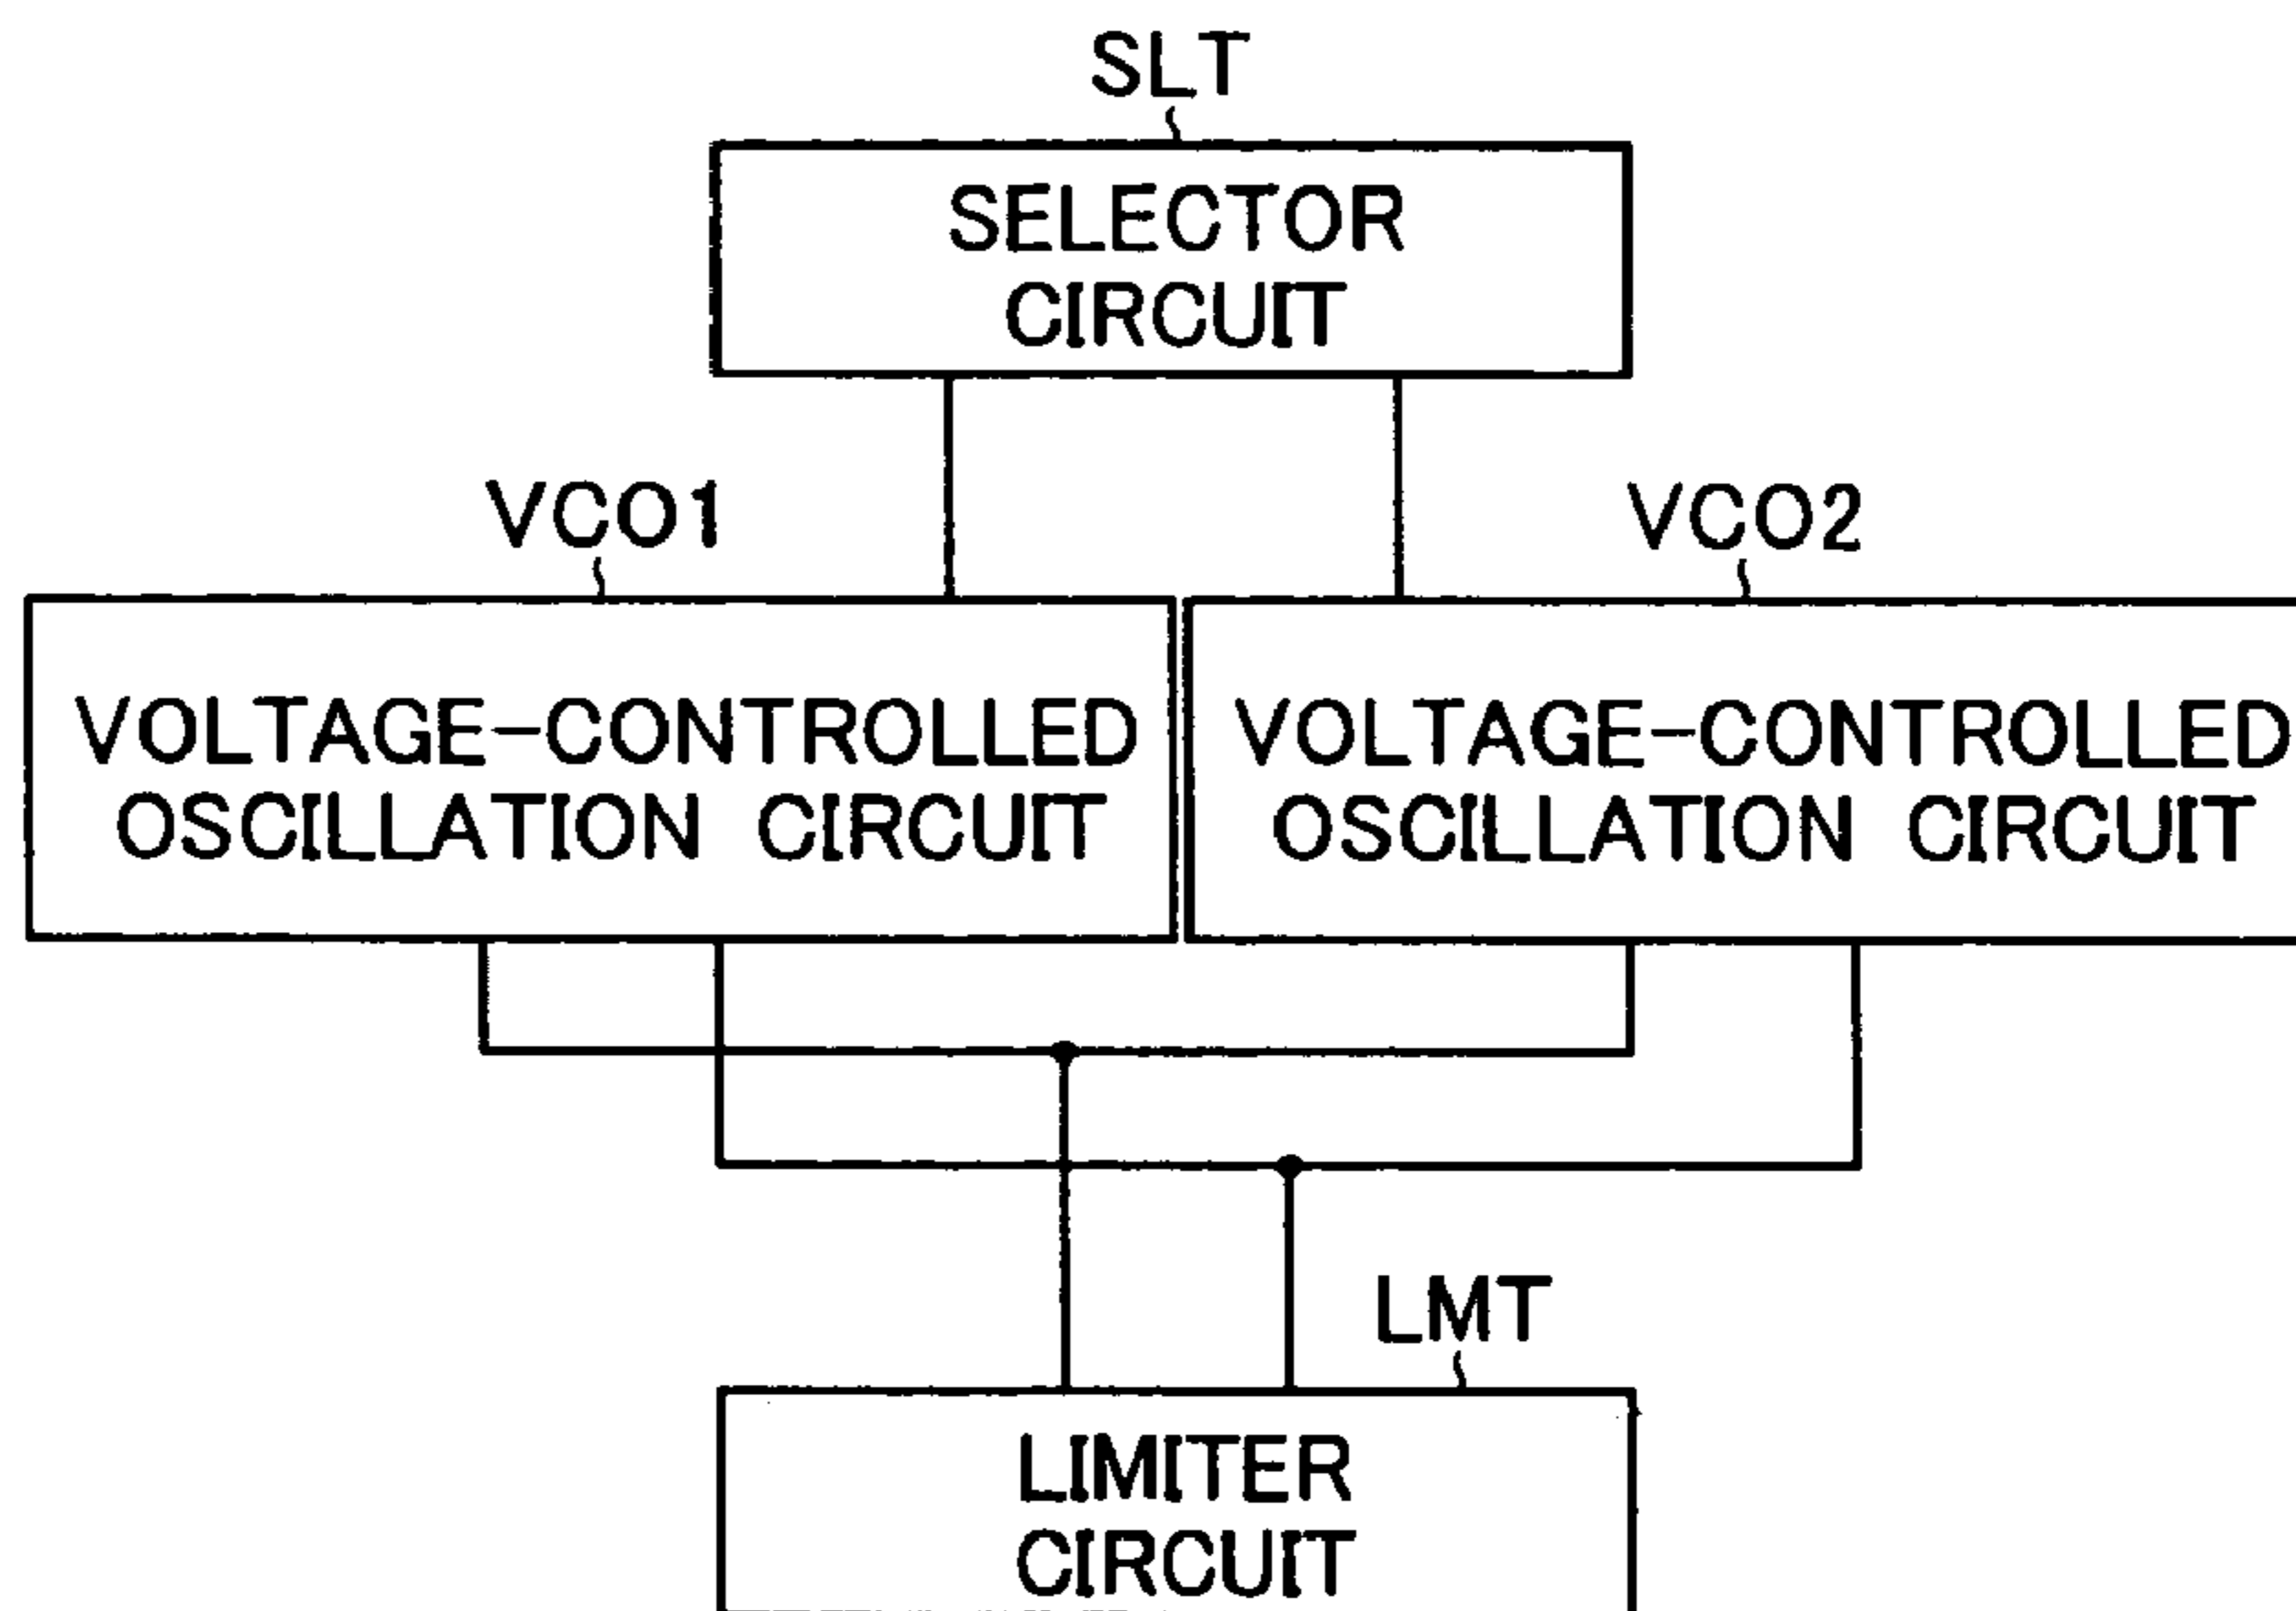 SLT
SELECTOR
CIRCUIT
VCO1
VCO2
VOLTAGE-CONTROLLED
OSCILLATION CIRCUIT
VOLTAGE-CONTROLLED
OSCILLATION CIRCUIT
LMT
LIMITER
CIRCUIT